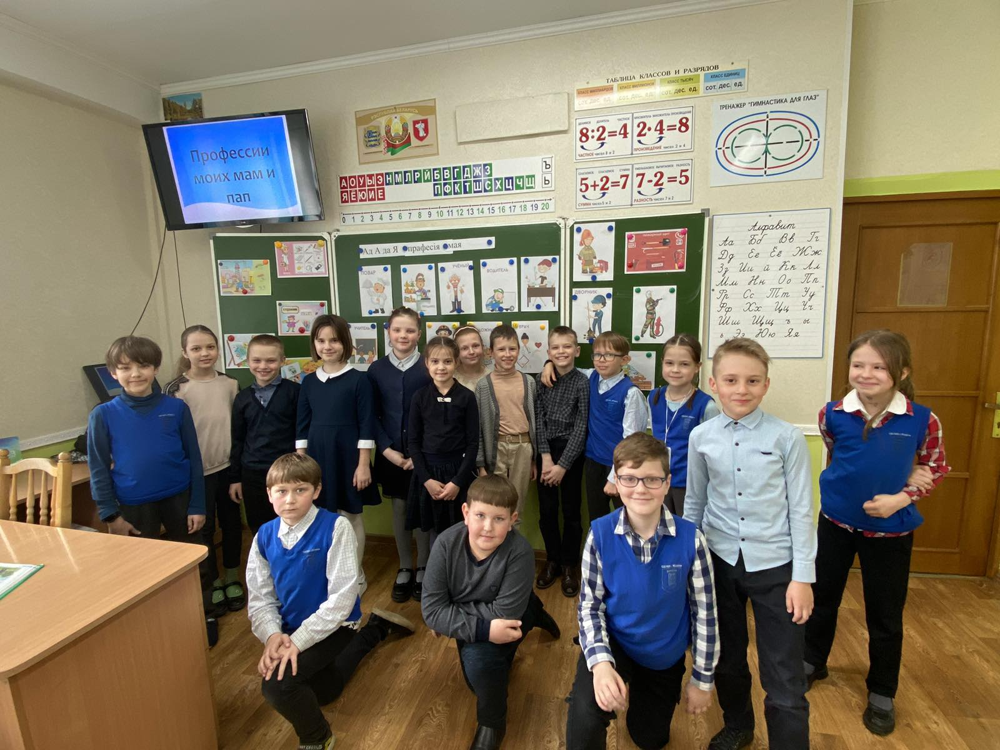 Профессии
моих мам и
пап
РЭСПУБЛІКА БЕЛАРУСЬ
ТАБЛИЦА КЛАССОВ И РАЗРЯДОВ
КЛАСС МИЛЛИАРДОВ КЛАСС МИЛЛИОНОВ КЛАСС ТЫСЯЧ КЛАСС ЕДИНИЦ
сот. дес. ед. сот. дес. ед. сот. дес. ед. сот. дес. ед.
ДЕЛИМОЕ ДЕЛИТЕЛЬ ЧАСТНОЕ
8:2=4
ЧАСТНОЕ чисел 8 и 2
МНОЖИТЕЛЬ МНОЖИТЕЛЬ ПРОИЗВЕДЕНИЕ
2·4=8
ПРОИЗВЕДЕНИЕ чисел 2 и 4
СЛАГАЕМОЕ СЛАГАЕМОЕ СУММА
5+2=7
СУММА чисел 5 и 2
УМЕНЬШАЕМОЕ ВЫЧИТАЕМОЕ РАЗНОСТЬ
7-2=5
РАЗНОСТЬ чисел 7 и 2
ТРЕНАЖЕР "ГИМНАСТИКА ДЛЯ ГЛАЗ"
А О У Ы Э Н М Л Р Й Б В Г Д Ж З Ъ
Я Ё Ю И Е П Ф К Т Ш С Х Ц Ч Щ Ь
0 1 2 3 4 5 6 7 8 9 10 11 12 13 14 15 16 17 18 19 20
Ад А да Я прафесія мая
ПОВАР
УЧЁНЫЙ
ВОДИТЕЛЬ
ПОЖАРНЫЙ ЩИТ
112
01
ХУДОЖНИК
ДВОРНИК
УЧИТЕЛЬ
ВРАЧ
Алфавит
Аа Бб Вв Гг
Дд Ее Ёё Жж
Зз Ии й Кк Лл
Мм Нн Оо Пп
Рр Сс Тт Уу
Фф Хх Цц Чч
Шш Щщ ъ ы
ь Ээ Юю Яя